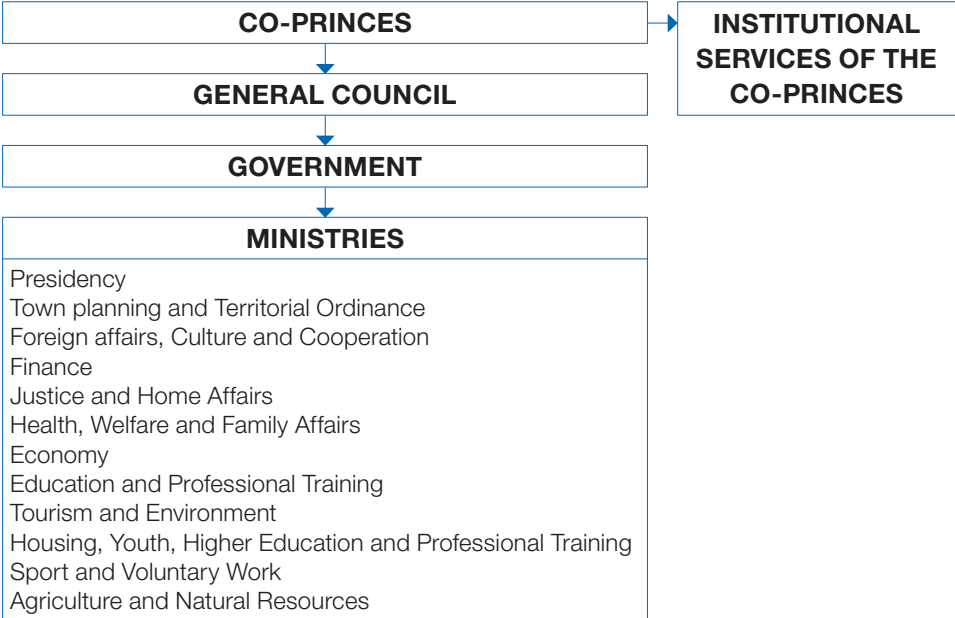 CO-PRINCES
INSTITUTIONAL
SERVICES OF THE
CO-PRINCES
GENERAL COUNCIL
GOVERNMENT
MINISTRIES
Presidency
Town planning and Territorial Ordinance
Foreign affairs, Culture and Cooperation
Finance
Justice and Home Affairs
Health, Welfare and Family Affairs
Economy
Education and Professional Training
Tourism and Environment
Housing, Youth, Higher Education and Professional Training
Sport and Voluntary Work
Agriculture and Natural Resources